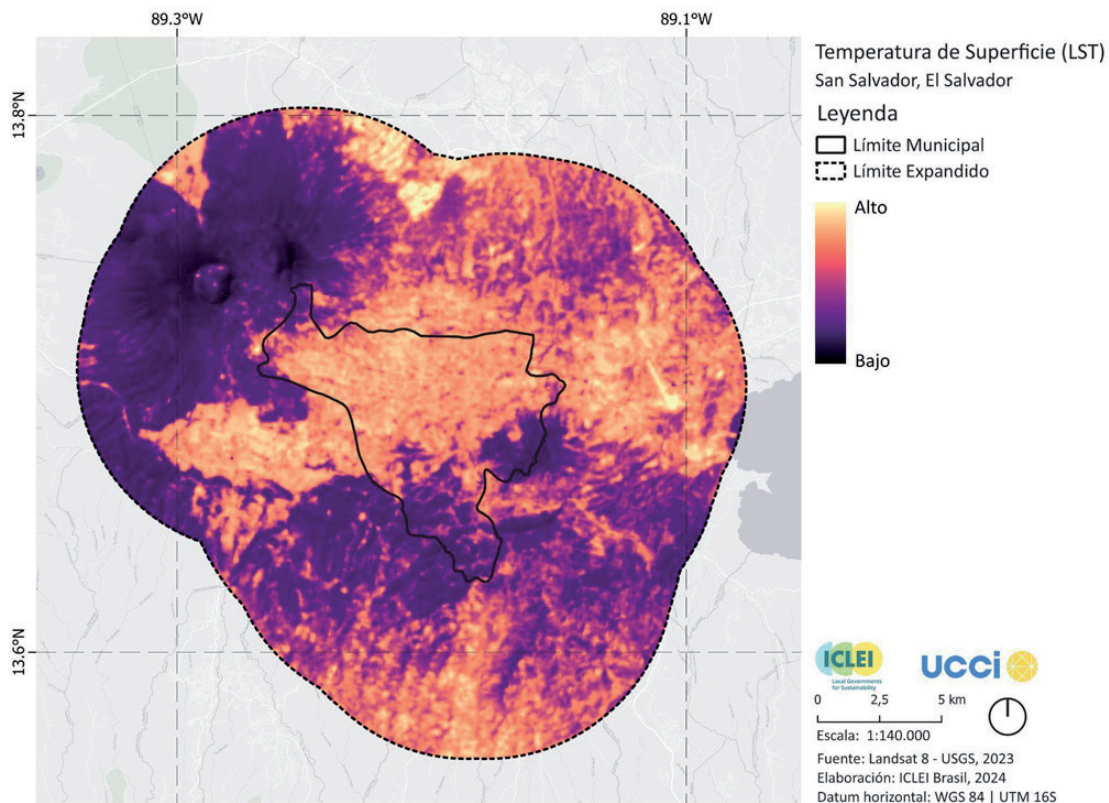 89.3°W
89.1°W
13.8°N
13.6°N
Temperatura de Superficie (LST)
San Salvador, El Salvador
Leyenda
Límite Municipal
Límite Expandido
Alto
Bajo
ICLEI
Local Governments
for Sustainability
ucci
0 2,5 5 km
Escala: 1:140.000
Fuente: Landsat 8 - USGS, 2023
Elaboración: ICLEI Brasil, 2024
Datum horizontal: WGS 84 | UTM 16S